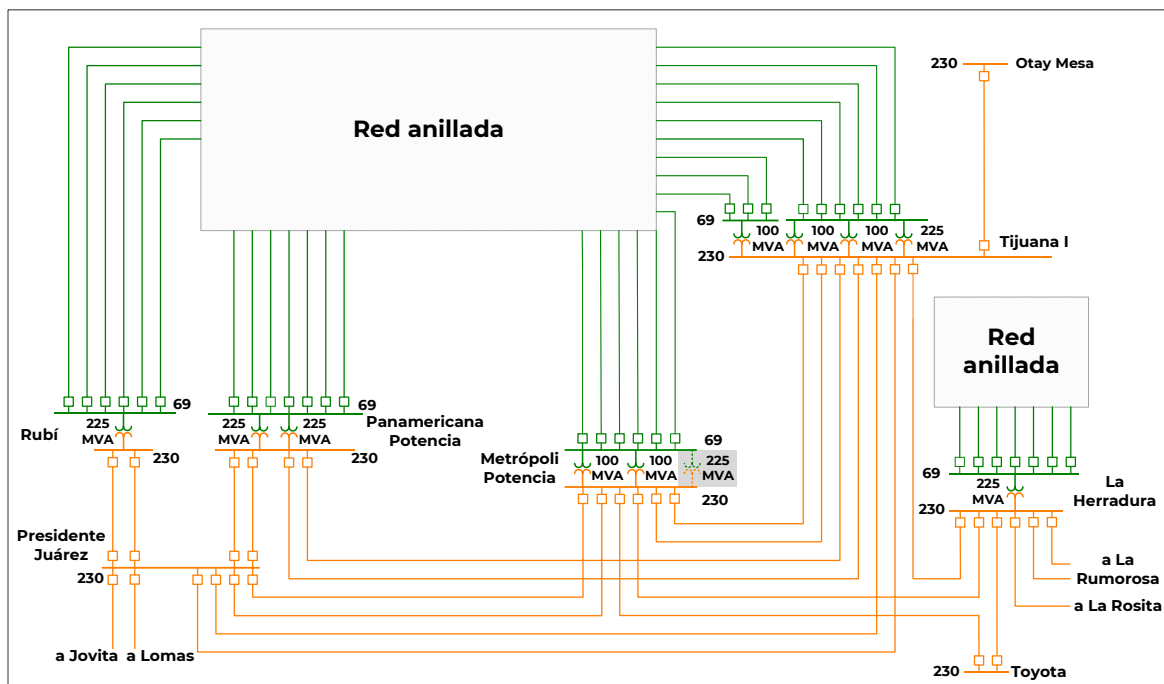 230
Otay Mesa
Red anillada
69
100
MVA
100
MVA
100
MVA
225
MVA
230
Tijuana I
Red
anillada
69
225
MVA
Rubí
230
69
225
MVA
225
MVA
Panamericana
Potencia
230
69
Metrópoli
Potencia
100
MVA
100
MVA
225
MVA
230
69
225
MVA
La
Herradura
230
Presidente
Juárez
230
a La
Rumorosa
a La Rosita
a Jovita
a Lomas
230
Toyota